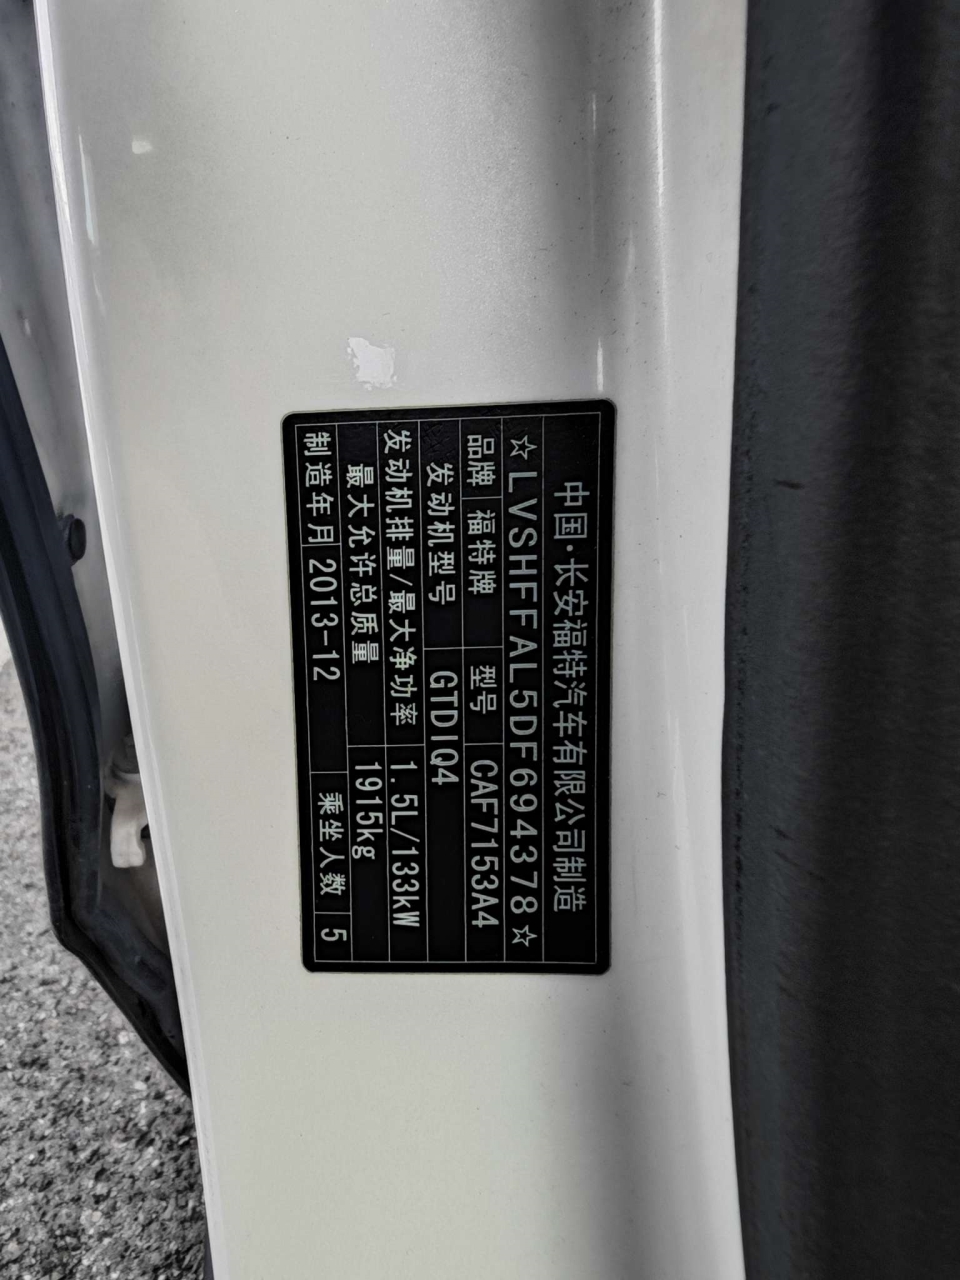 中国·长安福特汽车有限公司制造
☆LVSHFFAL5DF694378☆
品牌 福特牌 型号 CAF7153A4
发动机型号 GTDIQ4
发动机排量/最大净功率 1.5L/133kW
最大允许总质量 1915kg
制造年月 2013-12 乘坐人数 5